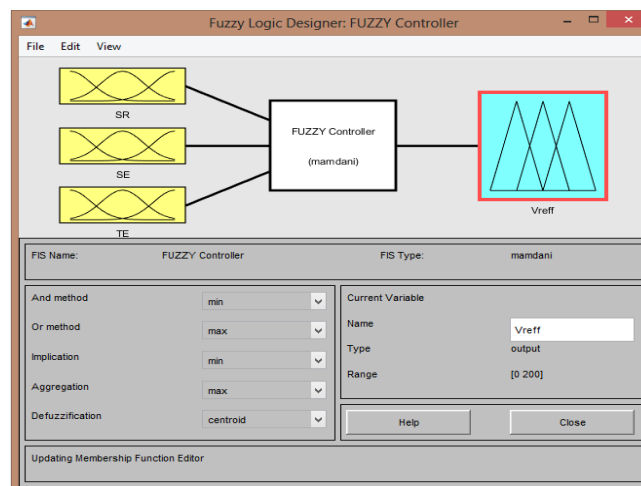 Fuzzy Logic Designer: FUZZY Controller
File Edit View
SR
SE
TE
FUZZY Controller
(mamdani)
Vreff
FIS Name: FUZZY Controller FIS Type: mamdani
And method min
Or method max
Implication min
Aggregation max
Defuzzification centroid
Current Variable
Name Vreff
Type output
Range [0 200]
Help Close
Updating Membership Function Editor